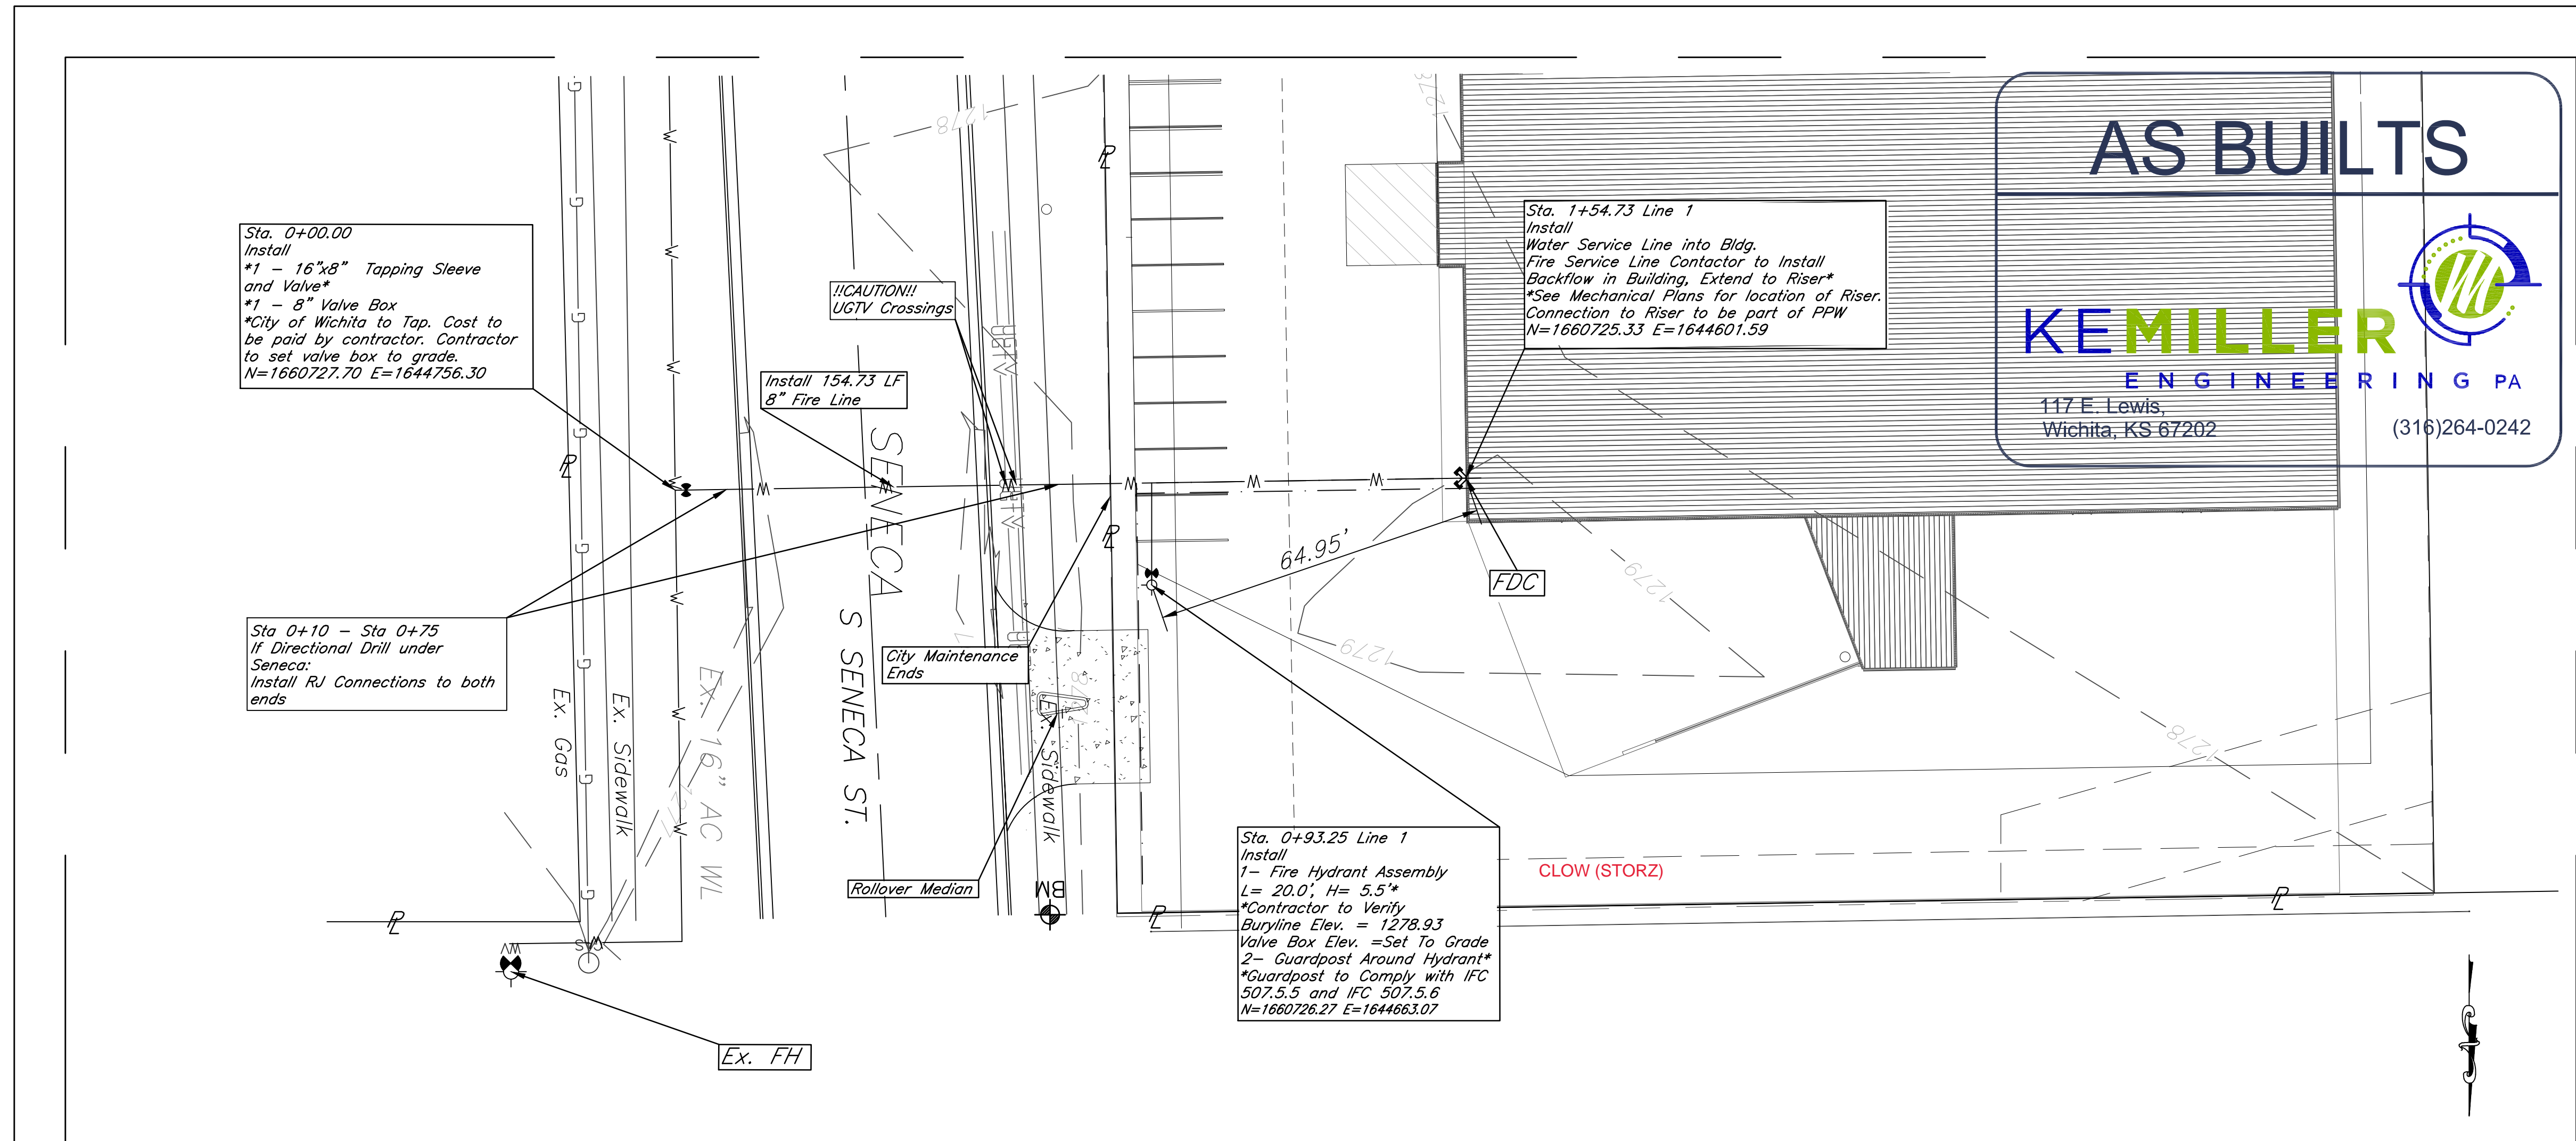 AS BUILTS
KEMILLER
ENGINEERING PA
117 E. Lewis,
Wichita, KS 67202
(316)264-0242
Sta. 0+00.00
Install
*1 - 16"x8" Tapping Sleeve
and Valve*
*1 - 8" Valve Box
*City of Wichita to Tap. Cost to
be paid by contractor. Contractor
to set valve box to grade.
N=1660727.70 E=1644756.30
!!CAUTION!!
UGTV Crossings
Install 154.73 LF
8" Fire Line
Sta. 1+54.73 Line 1
Install
Water Service Line into Bldg.
Fire Service Line Contactor to Install
Backflow in Building, Extend to Riser*
*See Mechanical Plans for location of Riser.
Connection to Riser to be part of PPW
N=1660725.33 E=1644601.59
Sta 0+10 - Sta 0+75
If Directional Drill under
Seneca:
Install RJ Connections to both
ends
City Maintenance
Ends
64.95'
FDC
SENECA
S SENECA ST.
Ex. Gas
Ex. Sidewalk
Ex. 16" AC WL
Ex. Sidewalk
1278
1279
1279
1278
Rollover Median
BM
Sta. 0+93.25 Line 1
Install
1- Fire Hydrant Assembly
L= 20.0', H= 5.5'*
*Contractor to Verify
Buryline Elev. = 1278.93
Valve Box Elev. =Set To Grade
2- Guardpost Around Hydrant*
*Guardpost to Comply with IFC
507.5.5 and IFC 507.5.6
N=1660726.27 E=1644663.07
CLOW (STORZ)
Ex. FH